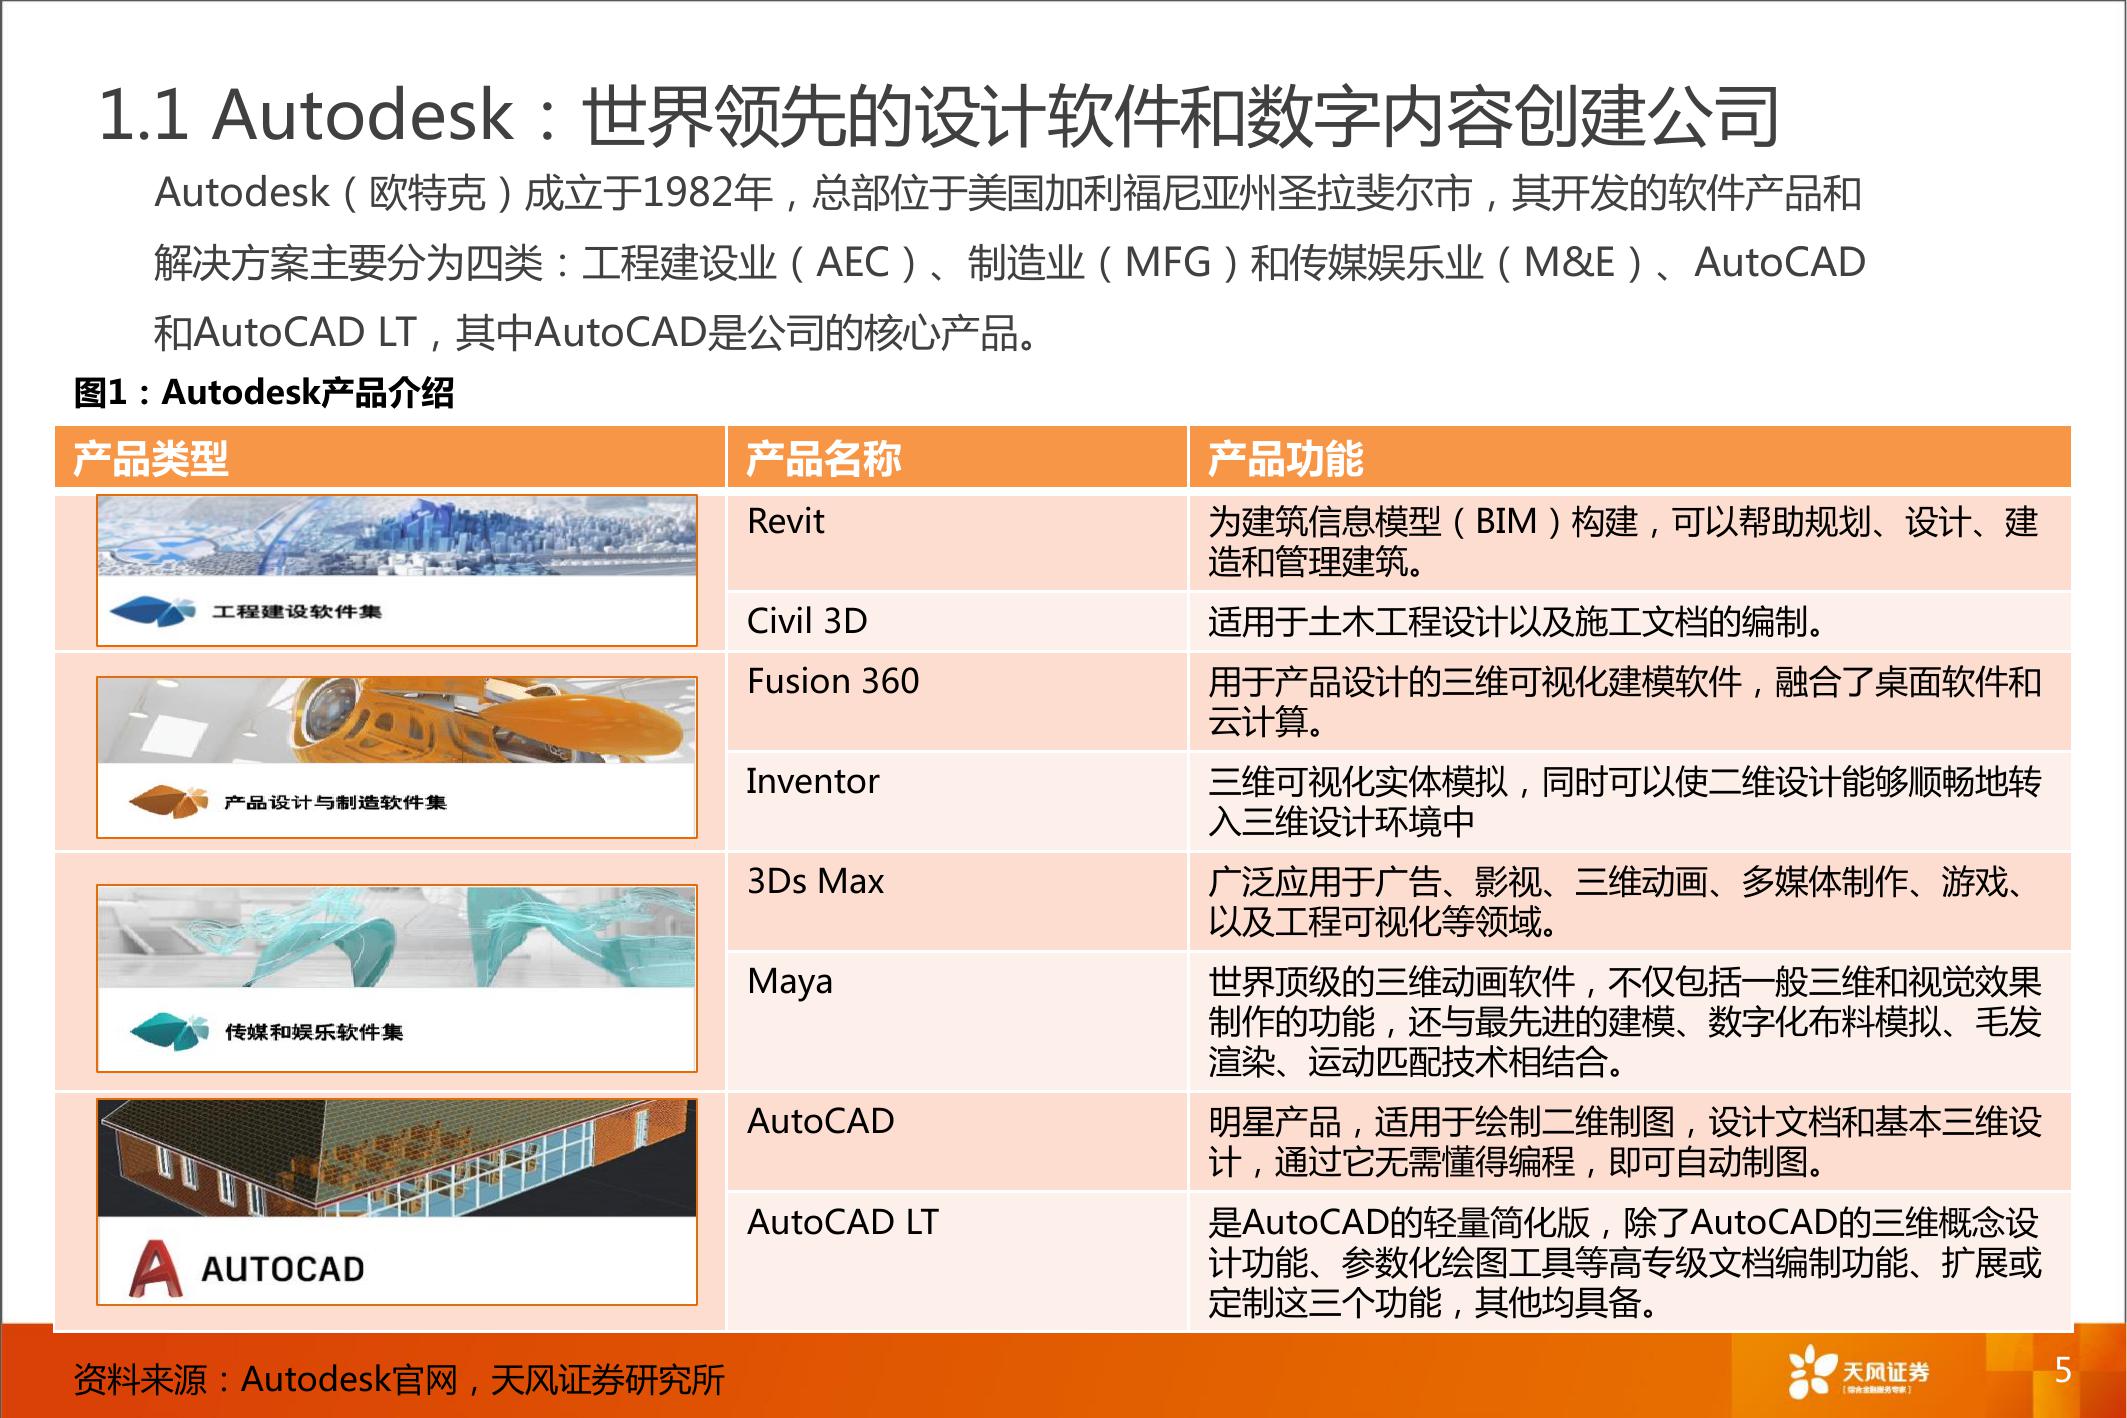 1.1 Autodesk：世界领先的设计软件和数字内容创建公司
Autodesk（欧特克）成立于1982年，总部位于美国加利福尼亚州圣拉斐尔市，其开发的软件产品和
解决方案主要分为四类：工程建设业（AEC）、制造业（MFG）和传媒娱乐业（M&E）、AutoCAD
和AutoCAD LT，其中AutoCAD是公司的核心产品。
图1：Autodesk产品介绍
产品类型
产品名称
产品功能
工程建设软件集
Revit
为建筑信息模型（BIM）构建，可以帮助规划、设计、建
造和管理建筑。
Civil 3D
适用于土木工程设计以及施工文档的编制。
产品设计与制造软件集
Fusion 360
用于产品设计的三维可视化建模软件，融合了桌面软件和
云计算。
Inventor
三维可视化实体模拟，同时可以使二维设计能够顺畅地转
入三维设计环境中
传媒和娱乐软件集
3Ds Max
广泛应用于广告、影视、三维动画、多媒体制作、游戏、
以及工程可视化等领域。
Maya
世界顶级的三维动画软件，不仅包括一般三维和视觉效果
制作的功能，还与最先进的建模、数字化布料模拟、毛发
渲染、运动匹配技术相结合。
AUTOCAD
AutoCAD
明星产品，适用于绘制二维制图，设计文档和基本三维设
计，通过它无需懂得编程，即可自动制图。
AutoCAD LT
是AutoCAD的轻量简化版，除了AutoCAD的三维概念设
计功能、参数化绘图工具等高专级文档编制功能、扩展或
定制这三个功能，其他均具备。
资料来源：Autodesk官网，天风证券研究所
天风证券
[综合金融服务专家]
5